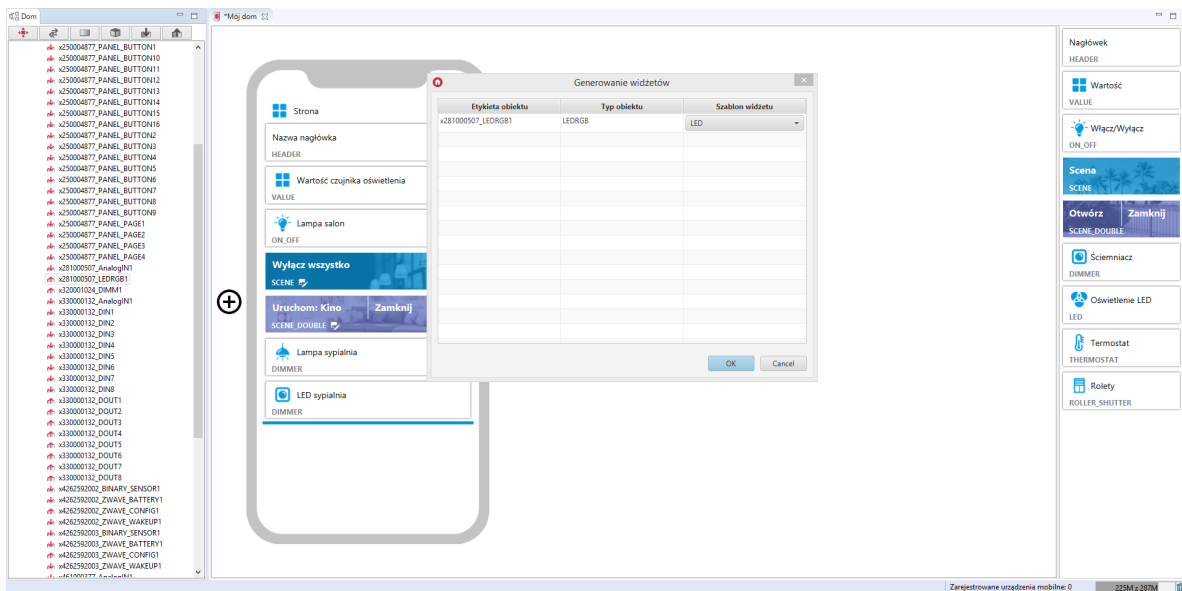 Dom
*Mój dom
x250004877_PANEL_BUTTON1
x250004877_PANEL_BUTTON10
x250004877_PANEL_BUTTON11
x250004877_PANEL_BUTTON12
x250004877_PANEL_BUTTON13
x250004877_PANEL_BUTTON14
x250004877_PANEL_BUTTON15
x250004877_PANEL_BUTTON16
x250004877_PANEL_BUTTON2
x250004877_PANEL_BUTTON3
x250004877_PANEL_BUTTON4
x250004877_PANEL_BUTTON5
x250004877_PANEL_BUTTON6
x250004877_PANEL_BUTTON7
x250004877_PANEL_BUTTON8
x250004877_PANEL_BUTTON9
x250004877_PANEL_PAGE1
x250004877_PANEL_PAGE2
x250004877_PANEL_PAGE3
x250004877_PANEL_PAGE4
x281000507_AnalogIN1
x281000507_LEDRGB1
x320001024_DIMM1
x330000132_AnalogIN1
x330000132_DIN1
x330000132_DIN2
x330000132_DIN3
x330000132_DIN4
x330000132_DIN5
x330000132_DIN6
x330000132_DIN7
x330000132_DIN8
x330000132_DOUT1
x330000132_DOUT2
x330000132_DOUT3
x330000132_DOUT4
x330000132_DOUT5
x330000132_DOUT6
x330000132_DOUT7
x330000132_DOUT8
x4262592002_BINARY_SENSOR1
x4262592002_ZWAVE_BATTERY1
x4262592002_ZWAVE_CONFIG1
x4262592002_ZWAVE_WAKEUP1
x4262592003_BINARY_SENSOR1
x4262592003_ZWAVE_BATTERY1
x4262592003_ZWAVE_CONFIG1
x4262592003_ZWAVE_WAKEUP1
x461000377_AnalogIN1
Strona
Nazwa nagłówka
HEADER
Wartość czujnika oświetlenia
VALUE
Lampa salon
ON_OFF
Wyłącz wszystko
SCENE
Uruchom: Kino Zamknij
SCENE_DOUBLE
Lampa sypialnia
DIMMER
LED sypialnia
DIMMER
Generowanie widżetów
Etykieta obiektu Typ obiektu Szablon widżetu
x281000507_LEDRGB1 LEDRGB LED
OK Cancel
Nagłówek
HEADER
Wartość
VALUE
Włącz/Wyłącz
ON_OFF
Scena
SCENE
Otwórz Zamknij
SCENE_DOUBLE
Ściemniacz
DIMMER
Oświetlenie LED
LED
Termostat
THERMOSTAT
Rolety
ROLLER_SHUTTER
Zarejestrowane urządzenia mobilne: 0 225M z 287M